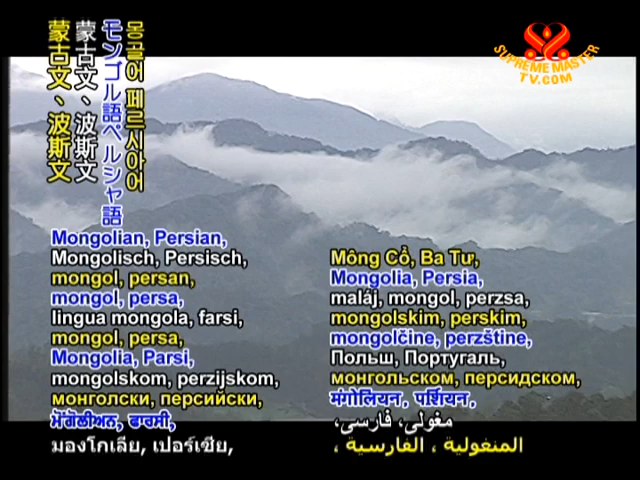 蒙古文、波斯文
蒙古文、波斯文
モンゴル語ペルシャ語
몽골어 페르시아어
SUPREME MASTER
TV.COM
Mongolian, Persian,
Mongolisch, Persisch,
mongol, persan,
mongol, persa,
lingua mongola, farsi,
mongol, persa,
Mongolia, Parsi,
mongolskom, perzijskom,
монголски, персийски,
ਮੰਗੋਲੀਅਨ, ਫਾਰਸੀ,
มองโกเลีย, เปอร์เซีย,
Mông Cổ, Ba Tư,
Mongolia, Persia,
maláj, mongol, perzsa,
mongolskim, perskim,
mongolčine, perzštine,
Польш, Португаль,
монгольском, персидском,
मंगोलियन, पर्शियन,
مغولی، فارسی،
المنغولية ، الفارسية ،